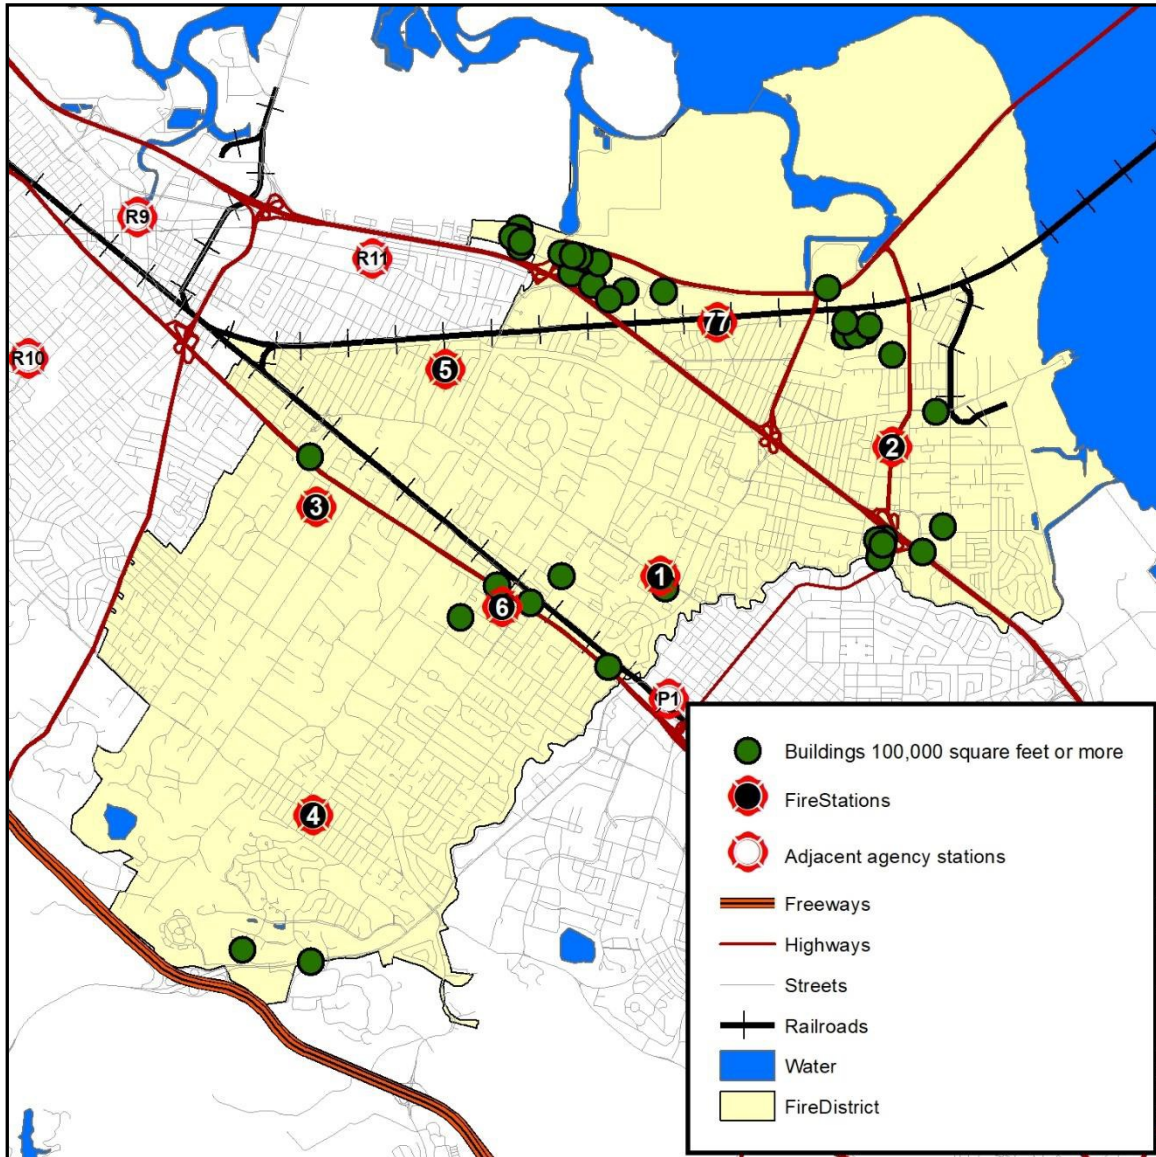 R9
R11
77
R10
5
2
3
1
6
P1
4
Buildings 100,000 square feet or more
FireStations
Adjacent agency stations
Freeways
Highways
Streets
Railroads
Water
FireDistrict